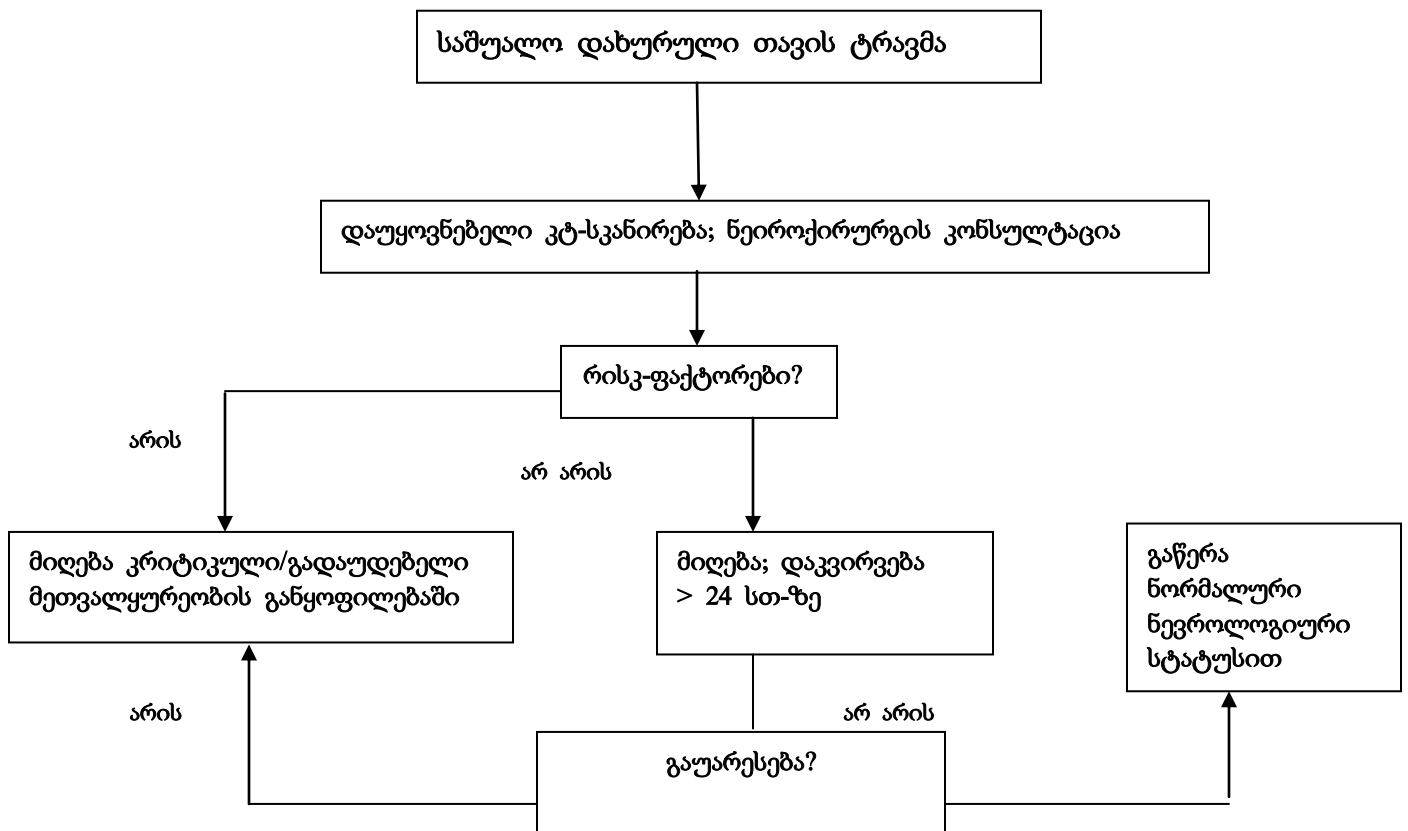 საშუალო დახურული თავის ტრავმა
დაუყოვნებელი კტ-სკანირება; ნეიროქირურგის კონსულტაცია
რისკ-ფაქტორები?
არის
არ არის
მიღება კრიტიკული/გადაუდებელი
მეთვალყურეობის განყოფილებაში
მიღება; დაკვირვება
> 24 სთ-ზე
გაწერა
ნორმალური
ნევროლოგიური
სტატუსით
არის
არ არის
გაუარესება?